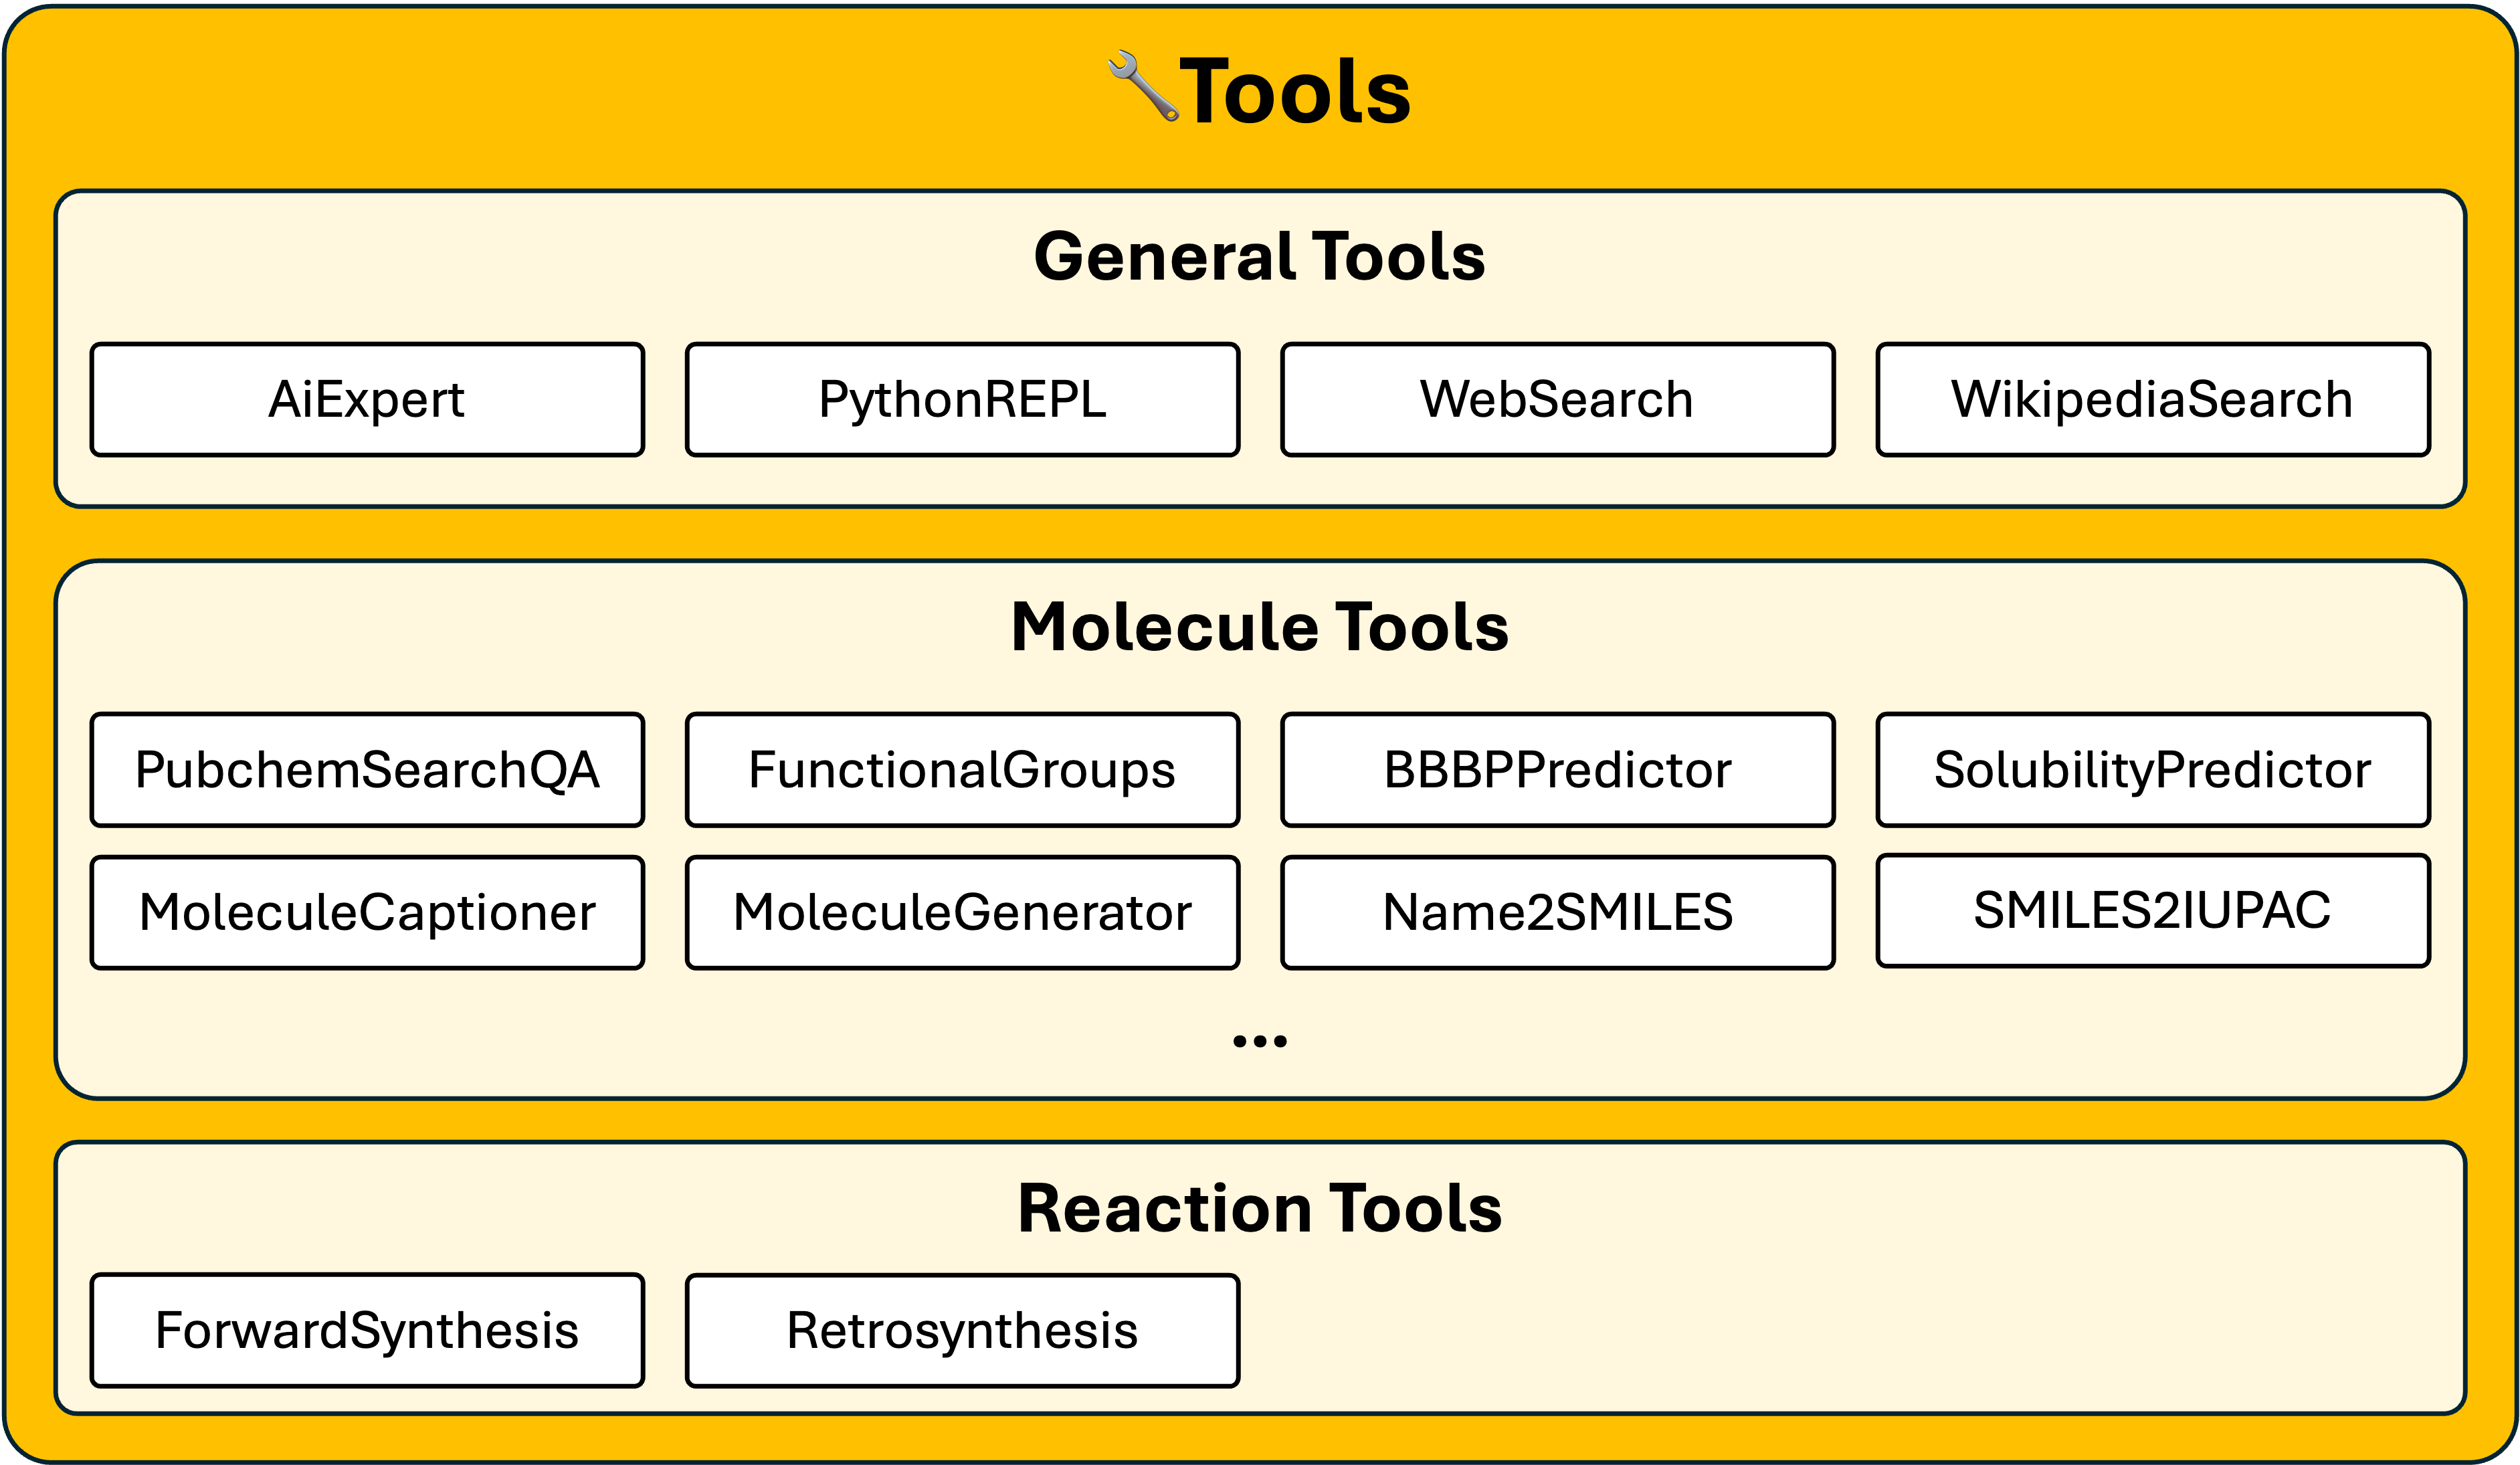 🔧Tools
General Tools
AiExpert PythonREPL WebSearch WikipediaSearch
Molecule Tools
PubchemSearchQA FunctionalGroups BBBPPredictor SolubilityPredictor
MoleculeCaptioner MoleculeGenerator Name2SMILES SMILES2IUPAC
...
Reaction Tools
ForwardSynthesis Retrosynthesis